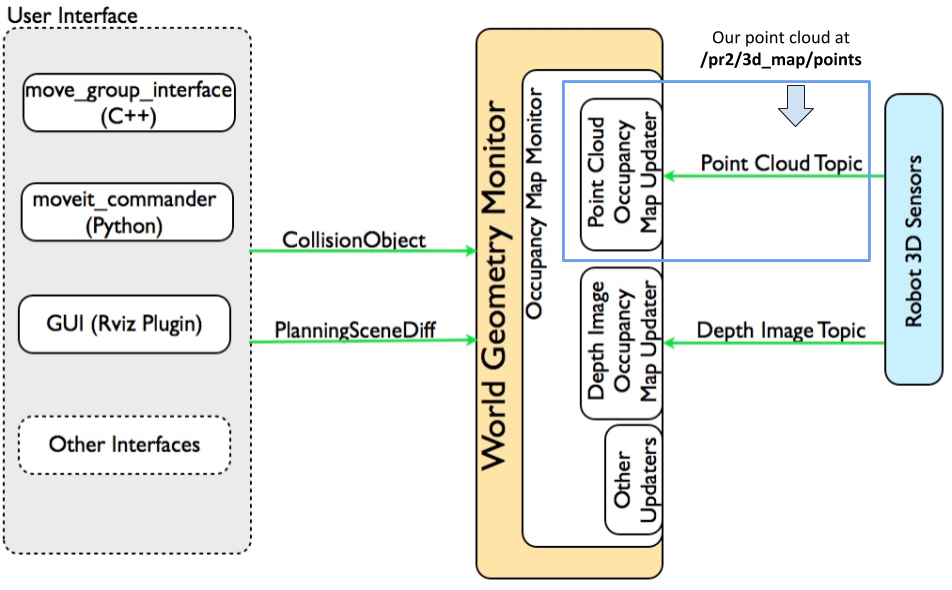 User Interface
move_group_interface
(C++)
moveit_commander
(Python)
GUI (Rviz Plugin)
Other Interfaces
CollisionObject
PlanningSceneDiff
World Geometry Monitor
Occupancy Map Monitor
Point Cloud
Occupancy
Map Updater
Depth Image
Occupancy
Map Updater
Other
Updaters
Our point cloud at
/pr2/3d_map/points
Point Cloud Topic
Depth Image Topic
Robot 3D Sensors